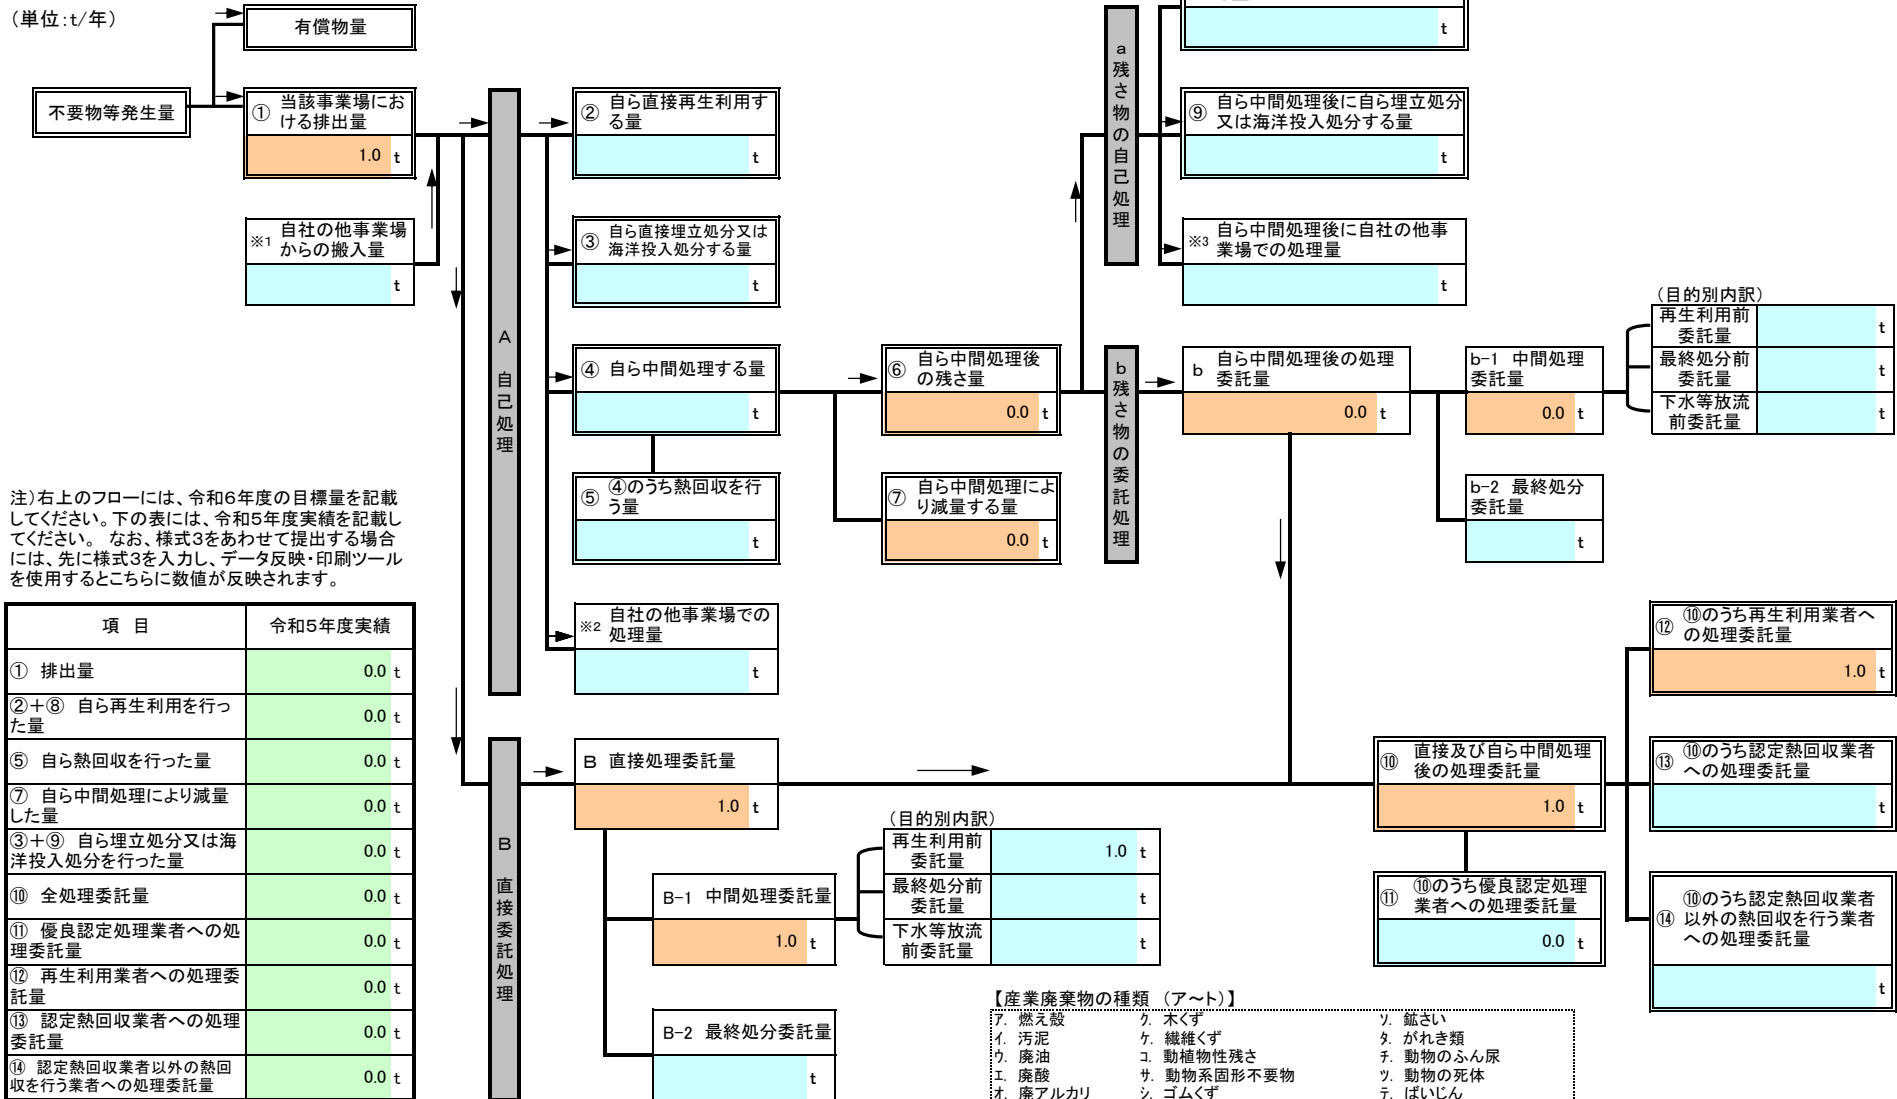 （単位：t/年）
有償物量
不要物等発生量
① 当該事業場にお
ける排出量
1.0 t
※1 自社の他事業場
からの搬入量
t
A 自己処理
② 自ら直接再生利用す
る量
t
③ 自ら直接埋立処分又は
海洋投入処分する量
t
④ 自ら中間処理する量
t
⑤ ④のうち熱回収を行
う量
t
※2 自社の他事業場での
処理量
t
⑥ 自ら中間処理後
の残さ量
0.0 t
⑦ 自ら中間処理によ
り減量する量
0.0 t
a 残さ物の自己処理
t
⑨ 自ら中間処理後に自ら埋立処分
又は海洋投入処分する量
t
※3 自ら中間処理後に自社の他事
業場での処理量
t
b 残さ物の委託処理
b 自ら中間処理後の処理
委託量
0.0 t
b-1 中間処理
委託量
0.0 t
（目的別内訳）
再生利用前
委託量
t
最終処分前
委託量
t
下水等放流
前委託量
t
b-2 最終処分
委託量
t
注）右上のフローには、令和６年度の目標量を記載
してください。下の表には、令和５年度実績を記載し
てください。 なお、様式３をあわせて提出する場合
には、先に様式３を入力し、データ反映・印刷ツール
を使用するとこちらに数値が反映されます。
項 目 令和５年度実績
① 排出量 0.0 t
②＋⑧ 自ら再生利用を行っ
た量 0.0 t
⑤ 自ら熱回収を行った量 0.0 t
⑦ 自ら中間処理により減量
した量 0.0 t
③＋⑨ 自ら埋立処分又は海
洋投入処分を行った量 0.0 t
⑩ 全処理委託量 0.0 t
⑪ 優良認定処理業者への処
理委託量 0.0 t
⑫ 再生利用業者への処理委
託量 0.0 t
⑬ 認定熱回収業者への処理
委託量 0.0 t
⑭ 認定熱回収業者以外の熱回
収を行う業者への処理委託量 0.0 t
B 直接委託処理
B 直接処理委託量
1.0 t
B-1 中間処理委託量
1.0 t
（目的別内訳）
再生利用前
委託量
1.0 t
最終処分前
委託量
t
下水等放流
前委託量
t
B-2 最終処分委託量
t
⑩ 直接及び自ら中間処理
後の処理委託量
1.0 t
⑪ ⑩のうち優良認定処理
業者への処理委託量
0.0 t
⑫ ⑩のうち再生利用業者へ
の処理委託量
1.0 t
⑬ ⑩のうち認定熱回収業者
への処理委託量
t
⑭ ⑩のうち認定熱回収業者
以外の熱回収を行う業者
への処理委託量
t
【産業廃棄物の種類 （ア～ト）】
ア. 燃え殻 ク. 木くず ソ. 鉱さい
イ. 汚泥 ケ. 繊維くず タ. がれき類
ウ. 廃油 コ. 動植物性残さ チ. 動物のふん尿
エ. 廃酸 サ. 動物系固形不要物 ツ. 動物の死体
オ. 廃アルカリ シ. ゴムくず テ. ばいじん